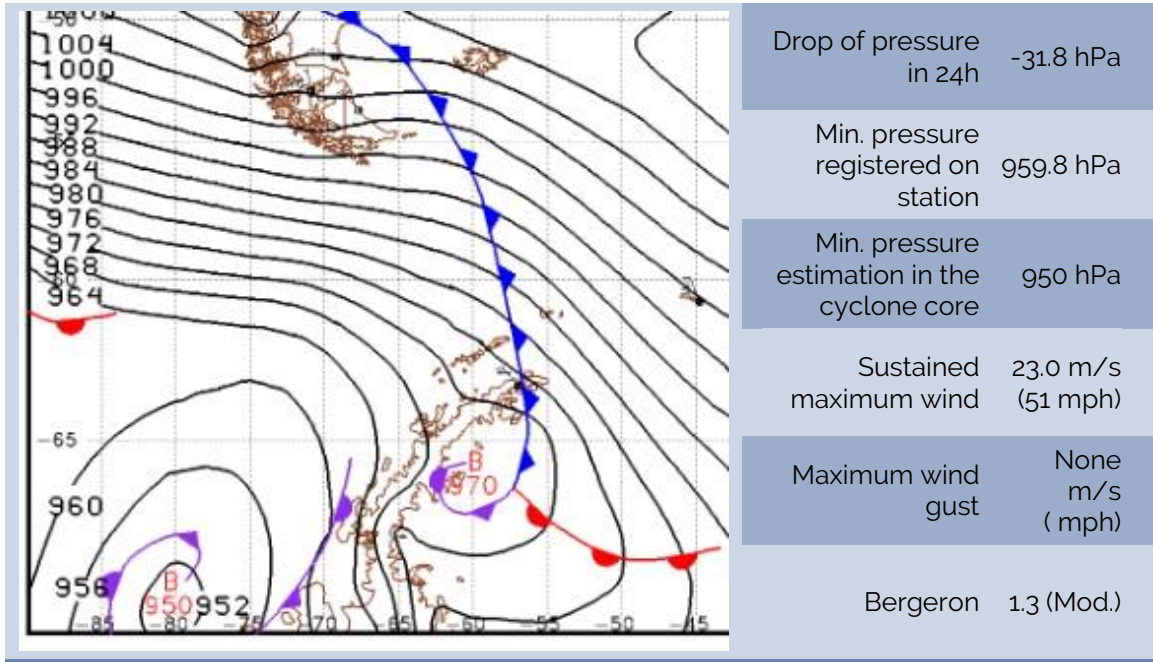 -50
1004
1000
996
992
988
984
980
976
972
968
964
-65
960
956
B
970
B
950
952
-85
-80
-75
-70
-65
-60
-55
-45
Drop of pressure
in 24h
-31.8 hPa
Min.  pressure
registered on
station
959.8 hPa
Min. pressure
estimation in the
cyclone core
950 hPa
Sustained
maximum wind
23.0 m/s
(51 mph)
Maximum wind
gust
None
m/s
( mph)
Bergeron
1.3 (Mod.)